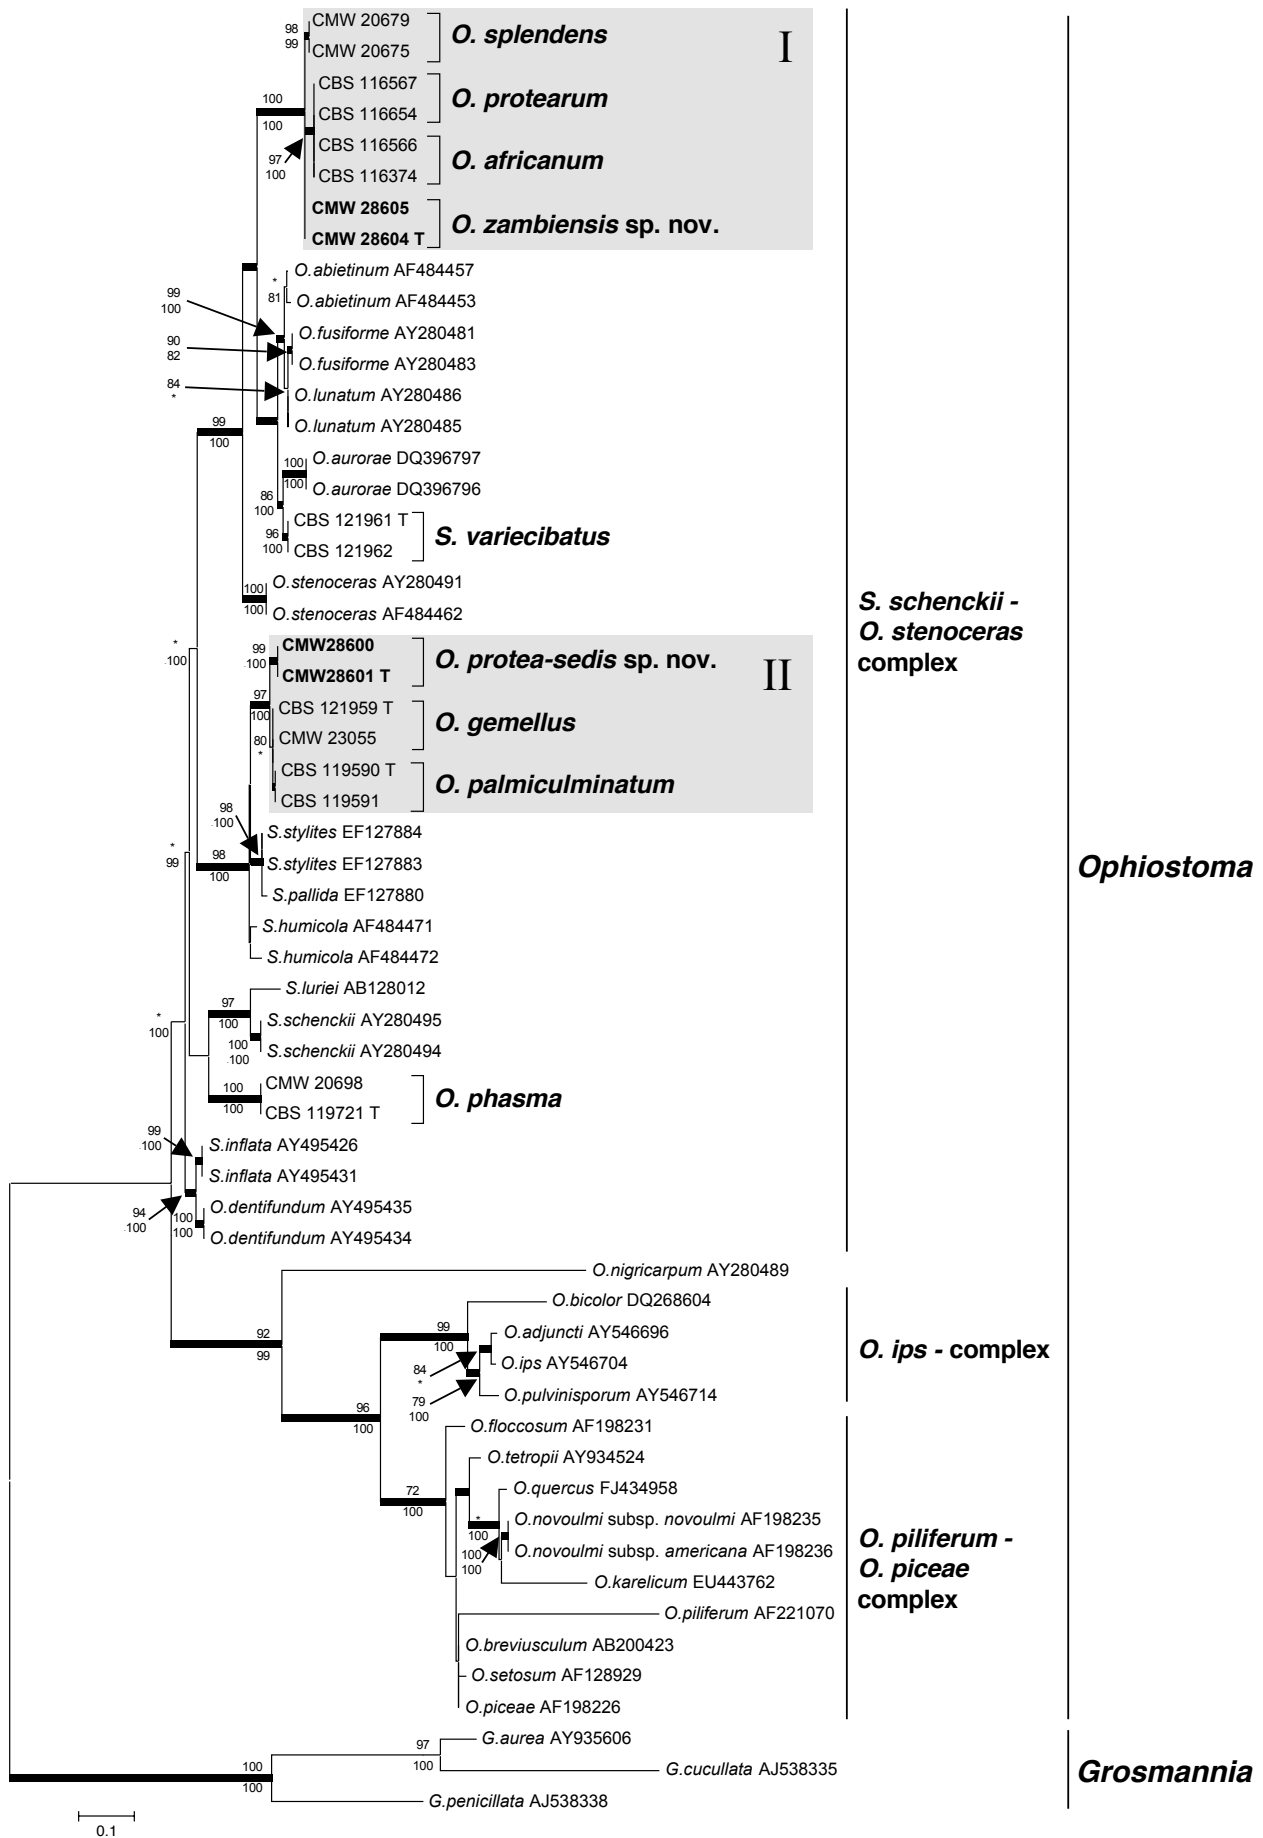 98
99
CMW 20679
CMW 20675
O. splendens
I
CBS 116567
CBS 116654
O. protearum
100
100
97
100
CBS 116566
CBS 116374
O. africanum
CMW 28605
CMW 28604 T
O. zambiensis sp. nov.
O.abietinum AF484457
O.abietinum AF484453
*
81
99
100
O.fusiforme AY280481
O.fusiforme AY280483
90
82
84
*
O.lunatum AY280486
O.lunatum AY280485
99
100
O.aurorae DQ396797
O.aurorae DQ396796
100
100
86
100
CBS 121961 T
CBS 121962
S. variecibatus
96
100
O.stenoceras AY280491
O.stenoceras AF484462
100
100
S. schenckii -
O. stenoceras
complex
*
100
99
100
CMW28600
CMW28601 T
O. protea-sedis sp. nov.
II
97
100
CBS 121959 T
CMW 23055
O. gemellus
80
*
CBS 119590 T
CBS 119591
O. palmiculminatum
98
100
S.stylites EF127884
S.stylites EF127883
S.pallida EF127880
*
99
98
100
Ophiostoma
S.humicola AF484471
S.humicola AF484472
S.luriei AB128012
97
100
S.schenckii AY280495
S.schenckii AY280494
100
100
*
100
CMW 20698
CBS 119721 T
O. phasma
100
100
99
100
S.inflata AY495426
S.inflata AY495431
O.dentifundum AY495435
O.dentifundum AY495434
94
100
100
100
O.nigricarpum AY280489
O.bicolor DQ268604
92
99
99
100
O.adjuncti AY546696
O.ips AY546704
O.pulvinisporum AY546714
84
*
79
100
O. ips - complex
96
100
O.floccosum AF198231
O.tetropii AY934524
O.quercus FJ434958
72
100
*
100
O.novoulmi subsp. novoulmi AF198235
O.novoulmi subsp. americana AF198236
100
100
O.karelicum EU443762
O. piliferum -
O. piceae
complex
O.piliferum AF221070
O.breviusculum AB200423
O.setosum AF128929
O.piceae AF198226
G.aurea AY935606
97
100
G.cucullata AJ538335
100
100
G.penicillata AJ538338
Grosmannia
0.1